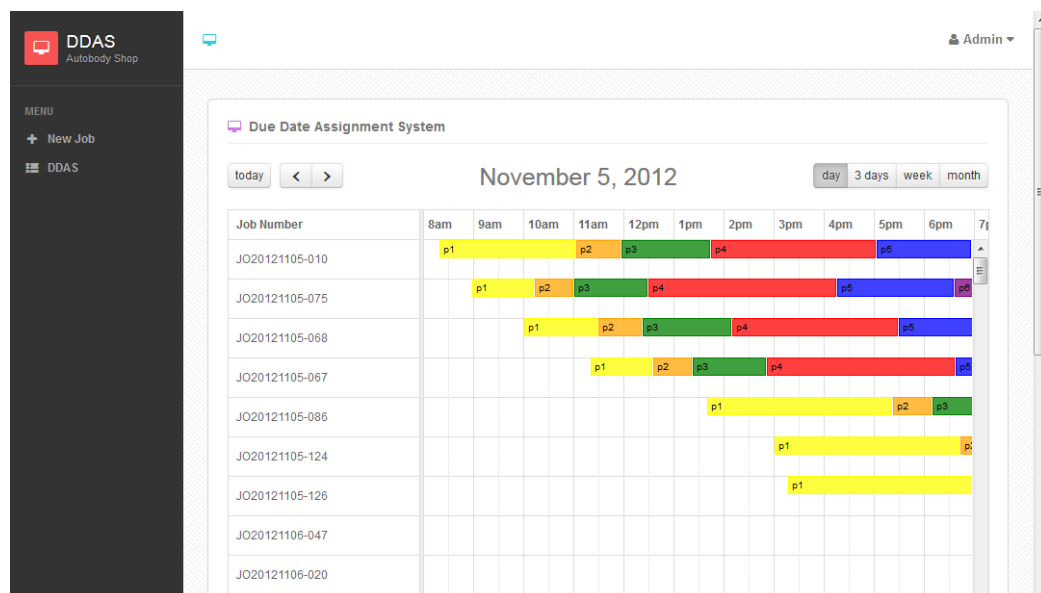 DDAS
Autobody Shop
Admin
MENU
New Job
DDAS
Due Date Assignment System
today
November 5, 2012
day 3 days week month
Job Number 8am 9am 10am 11am 12pm 1pm 2pm 3pm 4pm 5pm 6pm
JO20121105-010 p1 p2 p3 p4 p5
JO20121105-075 p1 p2 p3 p4 p5 p6
JO20121105-068 p1 p2 p3 p4 p5
JO20121105-067 p1 p2 p3 p4 p5
JO20121105-086 p1 p2 p3
JO20121105-124 p1 p2
JO20121105-126 p1
JO20121106-047
JO20121106-020